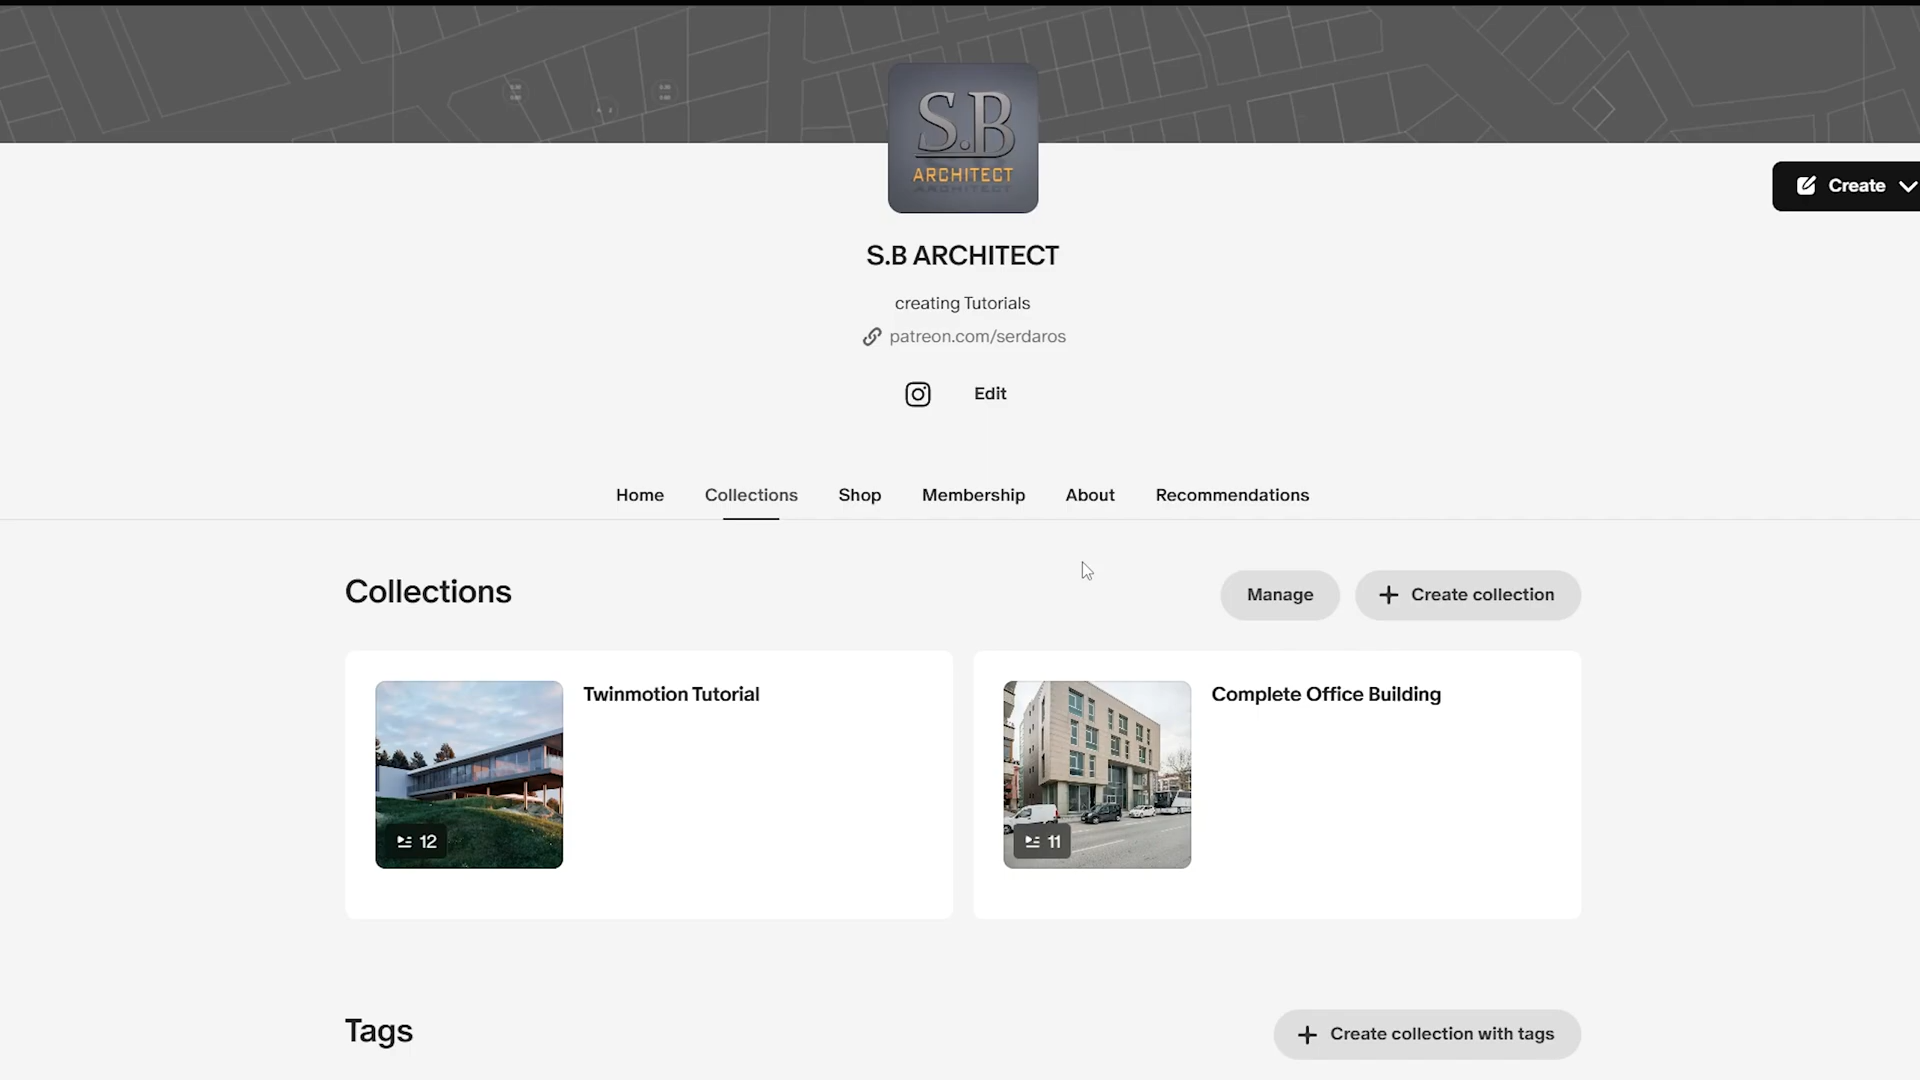 S.B
ARCHITECT
Create
S.B ARCHITECT
creating Tutorials
patreon.com/serdaros
Edit
Home Collections Shop Membership About Recommendations
Collections
Manage
+ Create collection
Twinmotion Tutorial
12
Complete Office Building
11
Tags
+ Create collection with tags